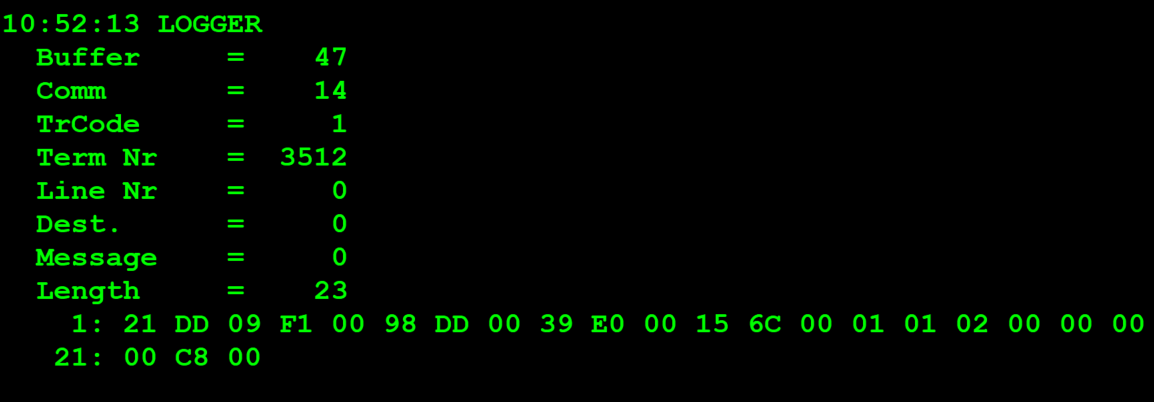 10:52:13 LOGGER
Buffer = 47
Comm = 14
TrCode = 1
Term Nr = 3512
Line Nr = 0
Dest. = 0
Message = 0
Length = 23
1: 21 DD 09 F1 00 98 DD 00 39 E0 00 15 6C 00 01 01 02 00 00 00
21: 00 C8 00